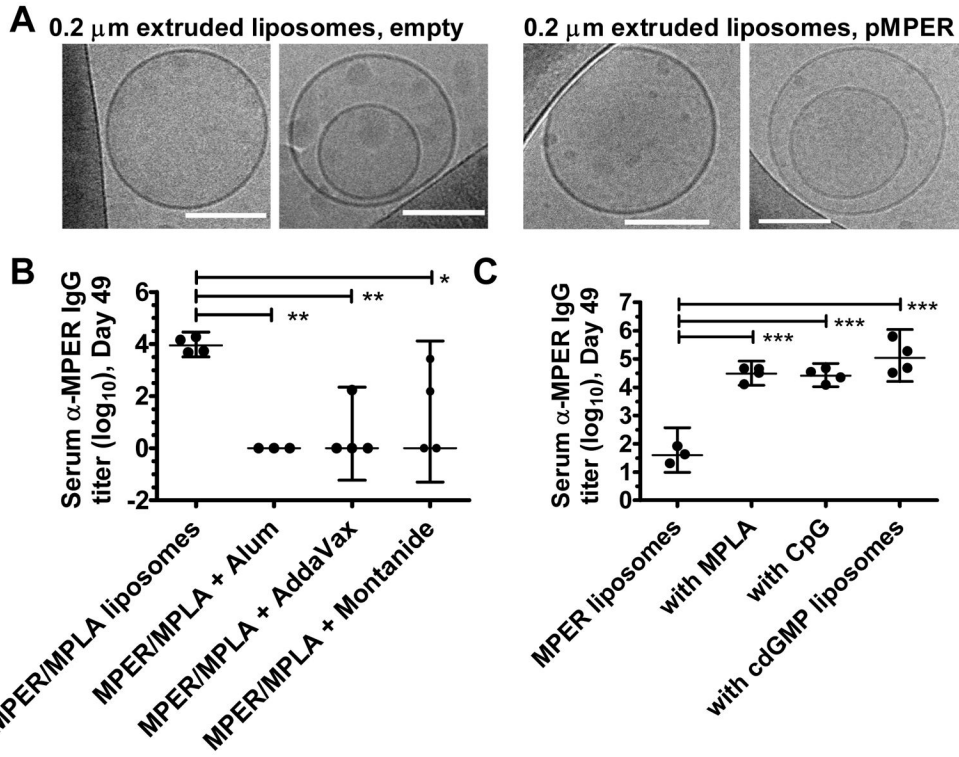 A
0.2 μm extruded liposomes, empty
0.2 μm extruded liposomes, pMPER
B
Serum α-MPER IgG
titer (log10), Day 49
6
4
2
0
-2
**
**
*
MPER/MPLA liposomes
MPER/MPLA + Alum
MPER/MPLA + AddaVax
MPER/MPLA + Montanide
C
Serum α-MPER IgG
titer (log10), Day 49
7
6
5
4
3
2
1
0
***
***
***
MPER liposomes
with MPLA
with CpG
with cdGMP liposomes